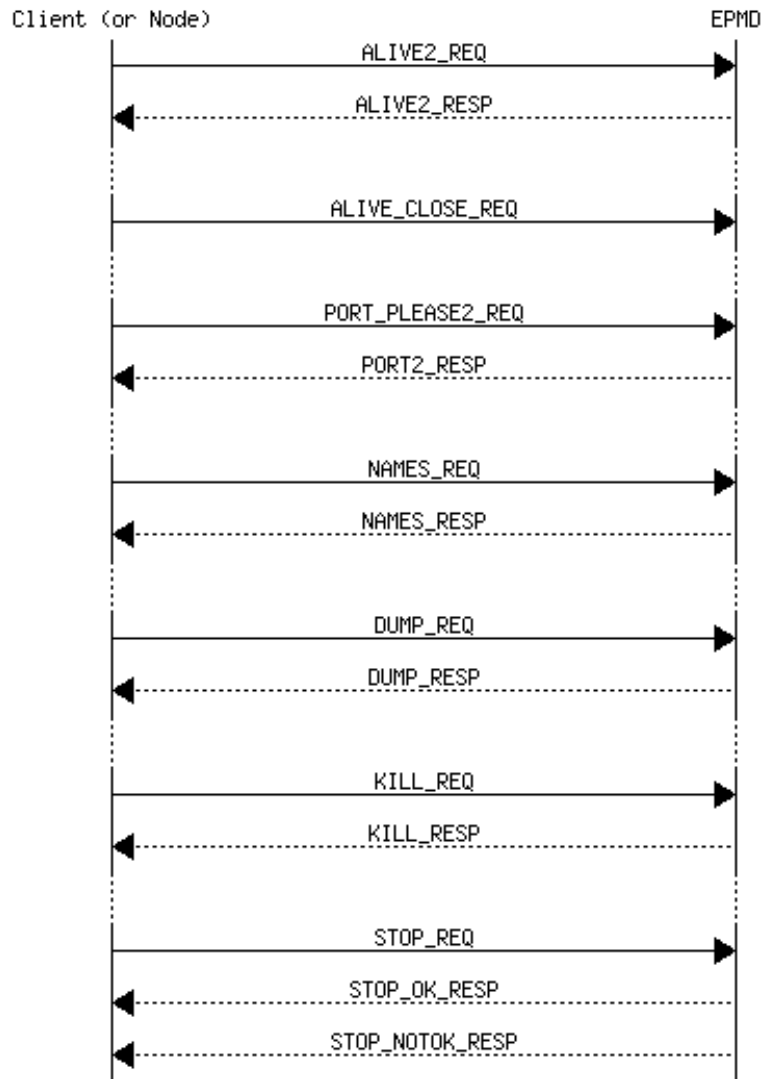 Client (or Node) EPMD
ALIVE2_REQ
ALIVE2_RESP
ALIVE_CLOSE_REQ
PORT_PLEASE2_REQ
PORT2_RESP
NAMES_REQ
NAMES_RESP
DUMP_REQ
DUMP_RESP
KILL_REQ
KILL_RESP
STOP_REQ
STOP_OK_RESP
STOP_NOTOK_RESP